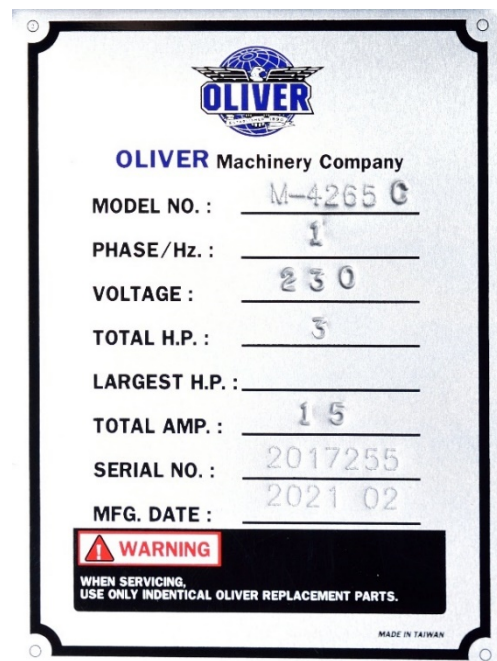 OLIVER
OLIVER Machinery Company
MODEL NO. : M-4265 C
PHASE/Hz. : 1
VOLTAGE : 230
TOTAL H.P. : 3
LARGEST H.P. :
TOTAL AMP. : 15
SERIAL NO. : 2017255
MFG. DATE : 2021 02
WARNING
WHEN SERVICING,
USE ONLY INDENTICAL OLIVER REPLACEMENT PARTS.
MADE IN TAIWAN